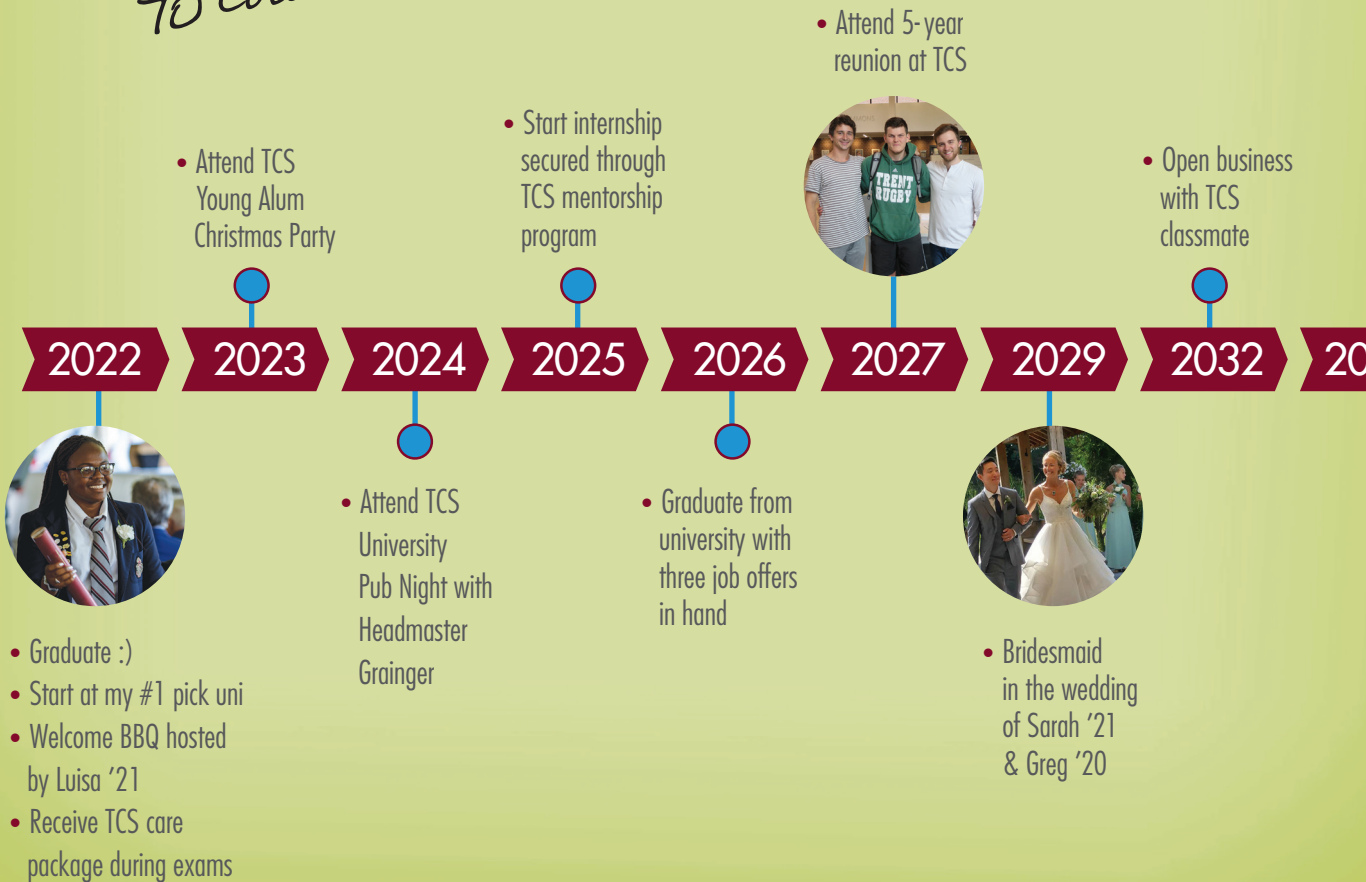 TO
• Attend 5-year
reunion at TCS
• Start internship
secured through
TCS mentorship
program
• Attend TCS
Young Alum
Christmas Party
• Open business
with TCS
classmate
TRENT
RUGBY
2022
2023
2024
2025
2026
2027
2029
2032
20
• Attend TCS
University
Pub Night with
Headmaster
Grainger
• Graduate from
university with
three job offers
in hand
• Graduate :)
• Start at my #1 pick uni
• Welcome BBQ hosted
by Luisa ’21
• Receive TCS care
package during exams
• Bridesmaid
in the wedding
of Sarah ’21
& Greg ’20